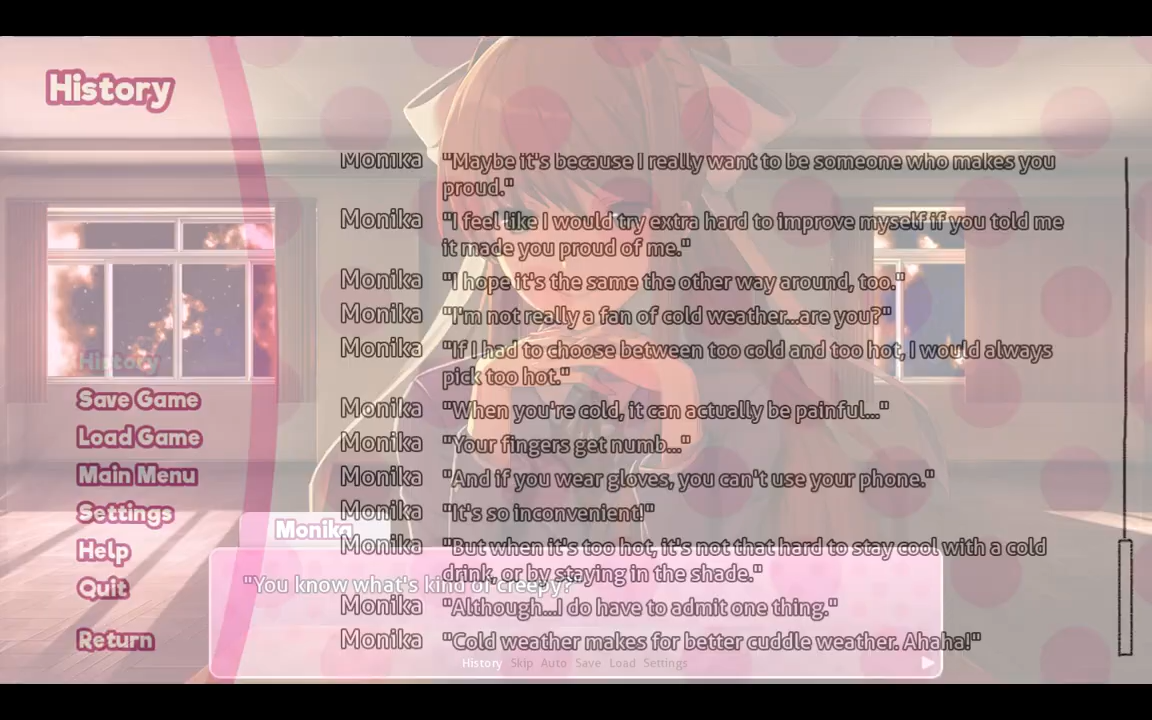 History
Monika "Maybe it's because I really want to be someone who makes you
proud."
Monika "I feel like I would try extra hard to improve myself if you told me
it made you proud of me."
Monika "I hope it's the same the other way around, too."
Monika "I'm not really a fan of cold weather...are you?"
Monika "If I had to choose between too cold and too hot, I would always
pick too hot."
Monika "When you're cold, it can actually be painful..."
Monika "Your fingers get numb..."
Monika "And if you wear gloves, you can't use your phone."
Monika "It's so inconvenient!"
Monika "But when it's too hot, it's not that hard to stay cool with a cold
drink, or by staying in the shade."
Monika "Although...I do have to admit one thing."
Monika "Cold weather makes for better cuddle weather. Ahaha!"
History
Save Game
Load Game
Main Menu
Settings
Help
Quit
Return
Monika
"You know what's kind of creepy?"
History Skip Auto Save Load Settings